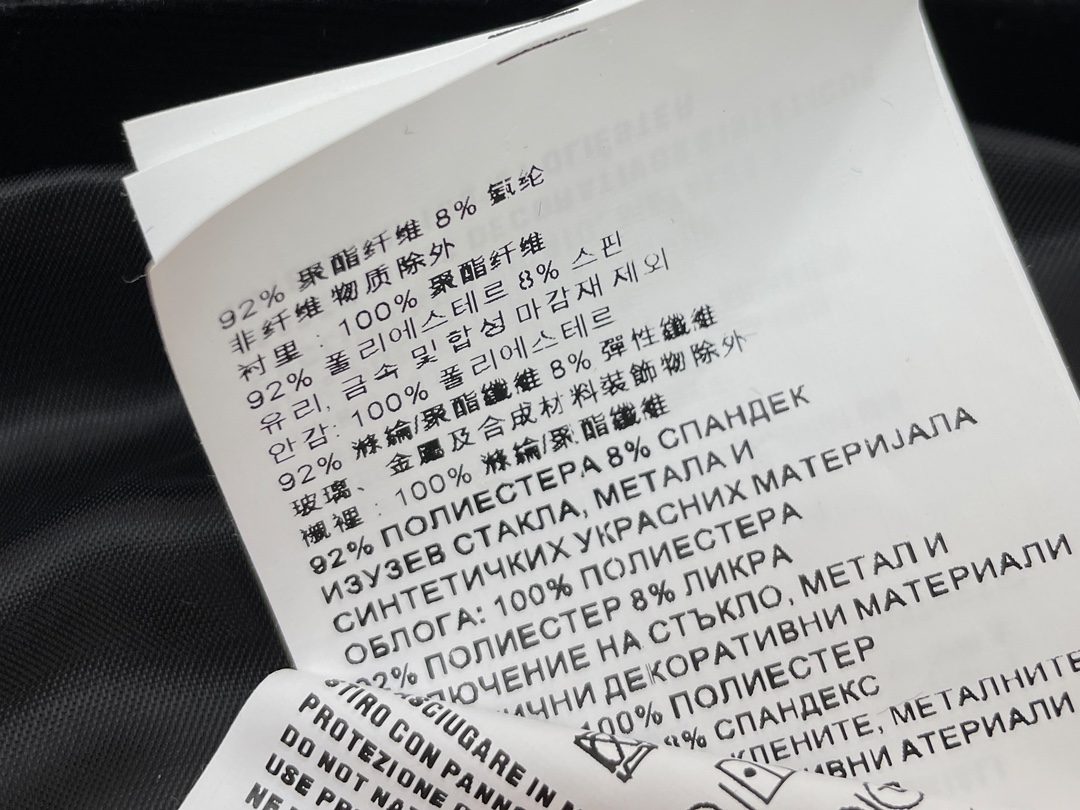 92% 聚酯纤维 8% 氨纶
非纤维物质除外
衬里 : 100% 聚酯纤维
92% 폴리에스테르 8% 스판
유리, 금속 및 합성 마감재 제외
안감: 100% 폴리에스테르
92% 滌綸/聚酯纖維 8% 彈性纖維
玻璃、金屬及合成材料裝飾物除外
襯裡 : 100% 滌綸/聚酯纖維
92% ПОЛИЕСТЕРА 8% СПАНДЕК
ИЗУЗЕВ СТАКЛА, МЕТАЛА И
СИНТЕТИЧКИХ УКРАСНИХ МАТЕРИЈАЛА
ОБЛОГА: 100% ПОЛИЕСТЕРА
92% ПОЛИЕСТЕР 8% ЛИКРА
НА СТЪКЛО, МЕТАЛ И
ДЕКОРАТИВНИ МАТЕРИАЛИ
100% ПОЛИЕСТЕР
8% СПАНДЕКС
МЕТАЛНИТЕ
АТЕРИАЛИ
ASCIUGARE IN
STIRO CON PANN
PROTEZIONE
DO NOT
USE